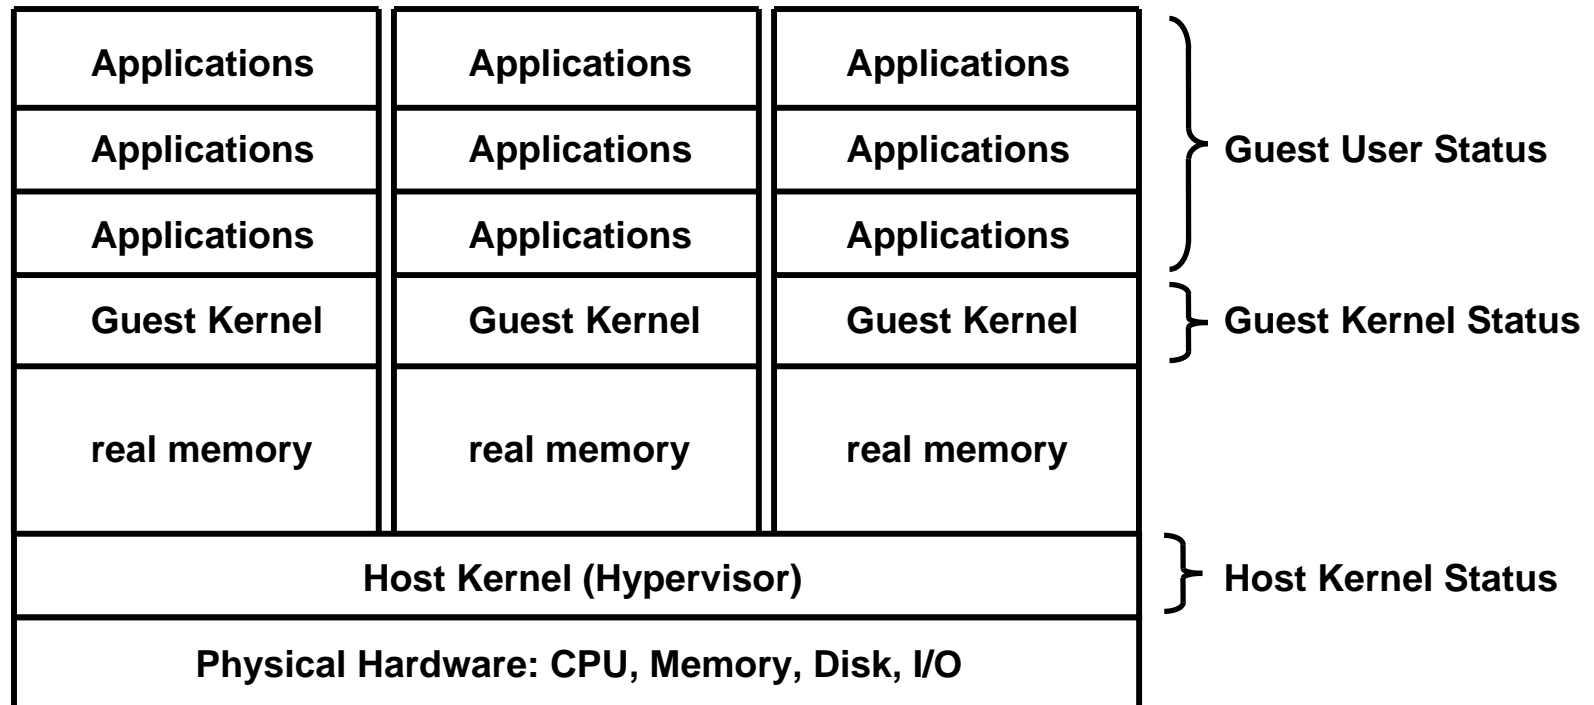 Applications Applications Applications
Applications Applications Applications Guest User Status
Applications Applications Applications
Guest Kernel Guest Kernel Guest Kernel Guest Kernel Status
real memory real memory real memory
Host Kernel (Hypervisor) Host Kernel Status
Physical Hardware: CPU, Memory, Disk, I/O